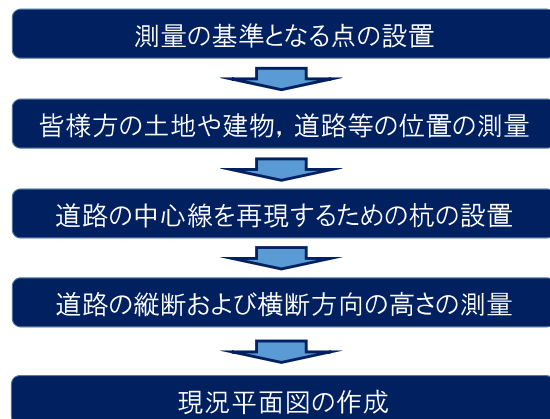 測量の基準となる点の設置
皆様方の土地や建物，道路等の位置の測量
道路の中心線を再現するための杭の設置
道路の縦断および横断方向の高さの測量
現況平面図の作成